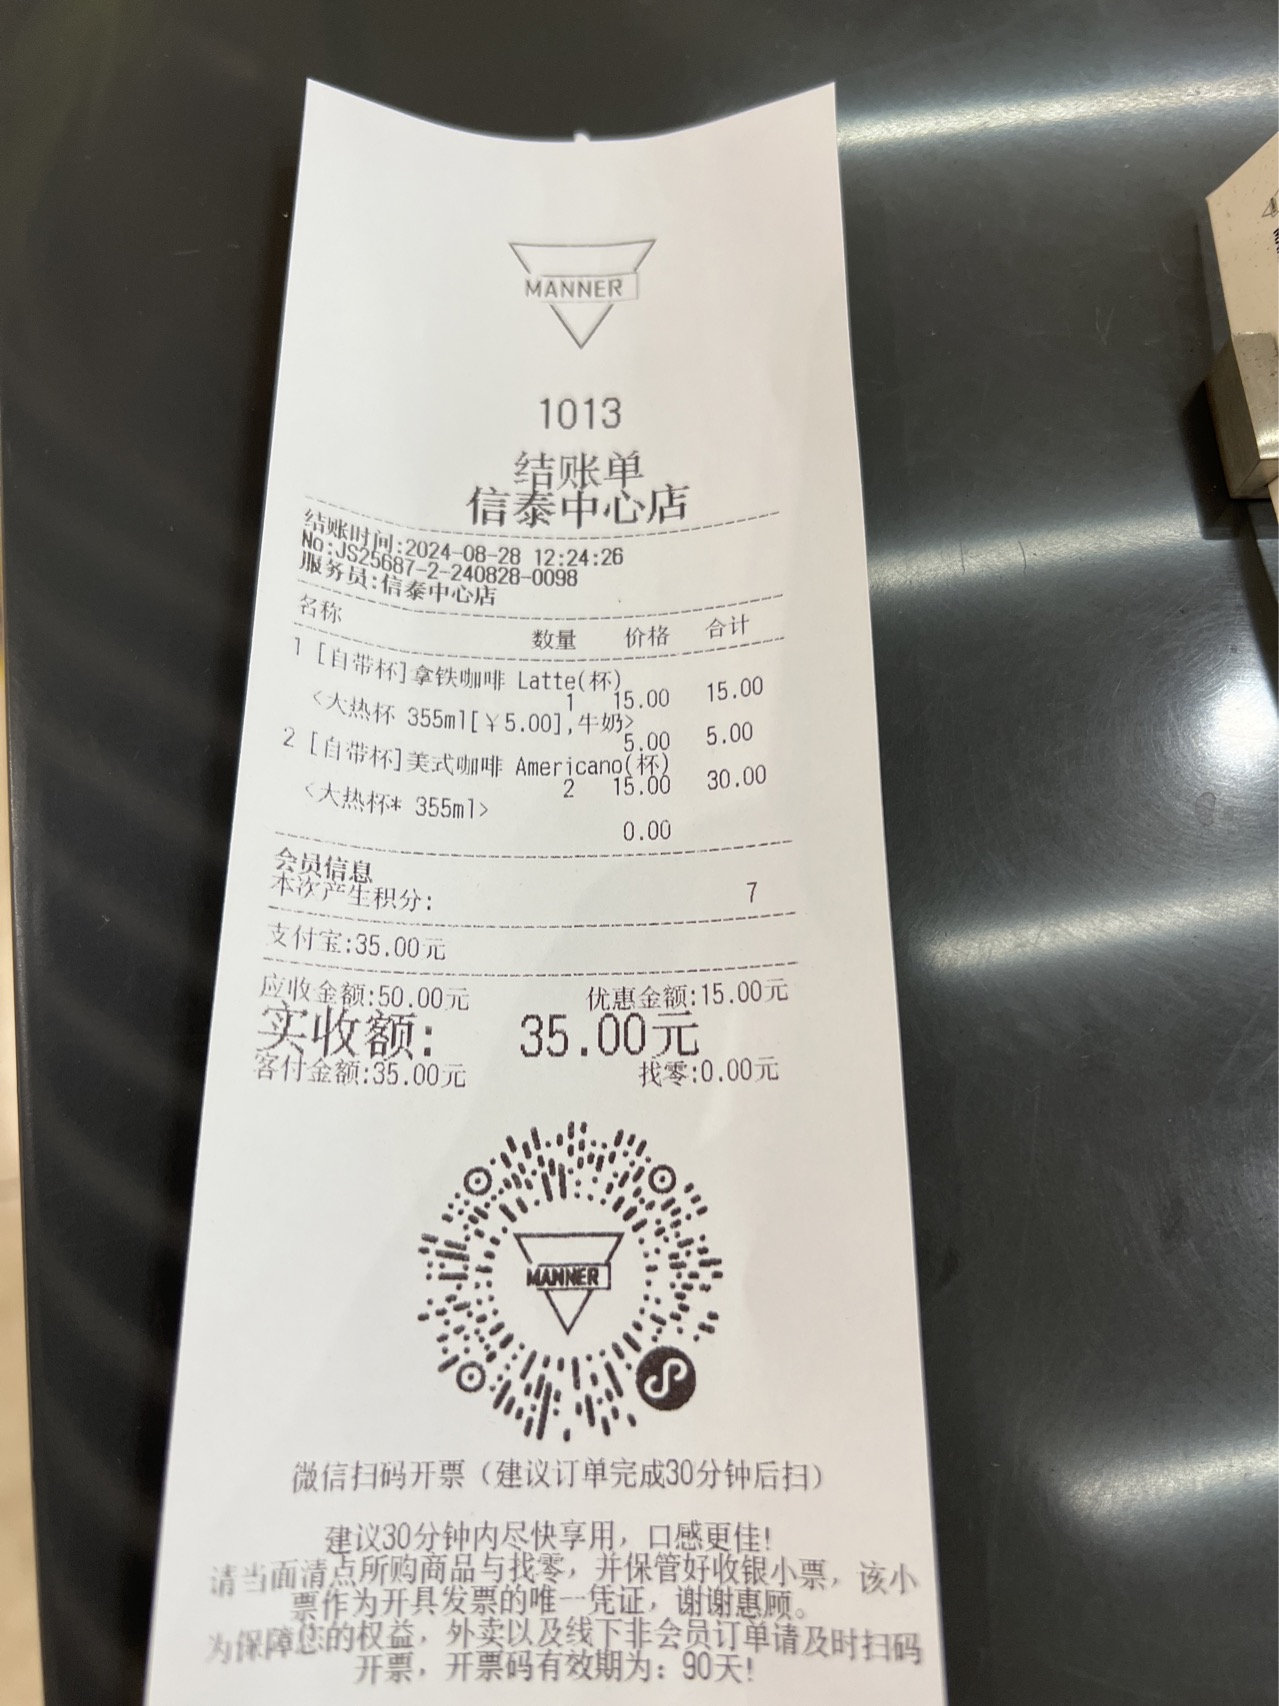 MANNER
1013
结账单
信泰中心店
结账时间:2024-08-28 12:24:26
No:JS25687-2-240828-0098
服务员:信泰中心店
名称 数量 价格 合计
1 [自带杯]拿铁咖啡 Latte(杯)
1 15.00 15.00
<大热杯 355ml[￥5.00],牛奶>
5.00 5.00
2 [自带杯]美式咖啡 Americano(杯)
2 15.00 30.00
<大热杯* 355ml>
0.00
会员信息
本次产生积分: 7
支付宝:35.00元
应收金额:50.00元 优惠金额:15.00元
实收额: 35.00元
客付金额:35.00元 找零:0.00元
MANNER
微信扫码开票（建议订单完成30分钟后扫）
建议30分钟内尽快享用，口感更佳!
请当面清点所购商品与找零，并保管好收银小票，该小
票作为开具发票的唯一凭证，谢谢惠顾。
为保障您的权益，外卖以及线下非会员订单请及时扫码
开票，开票码有效期为：90天!